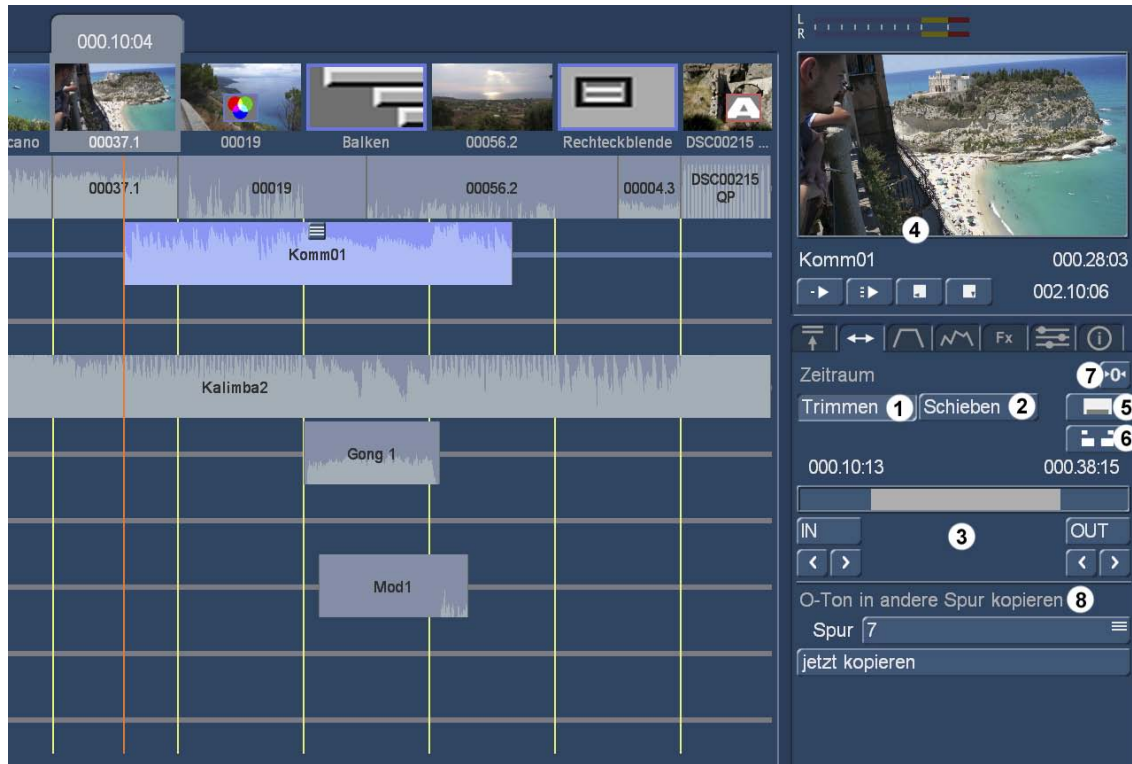 000.10:04
cano 00037.1 00019 Balken 00056.2 Rechteckblende DSC00215 ...
A
00037.1 00019 00056.2 00004.3 DSC00215 QP
Komm01
Kalimba2
Gong 1
Mod1
L
R
4
Komm01 000.28:03
002.10:06
Fx
Zeitraum 7 0
Trimmen 1 Schieben 2 5
6
000.10:13 000.38:15
IN 3 OUT
O-Ton in andere Spur kopieren 8
Spur 7
jetzt kopieren